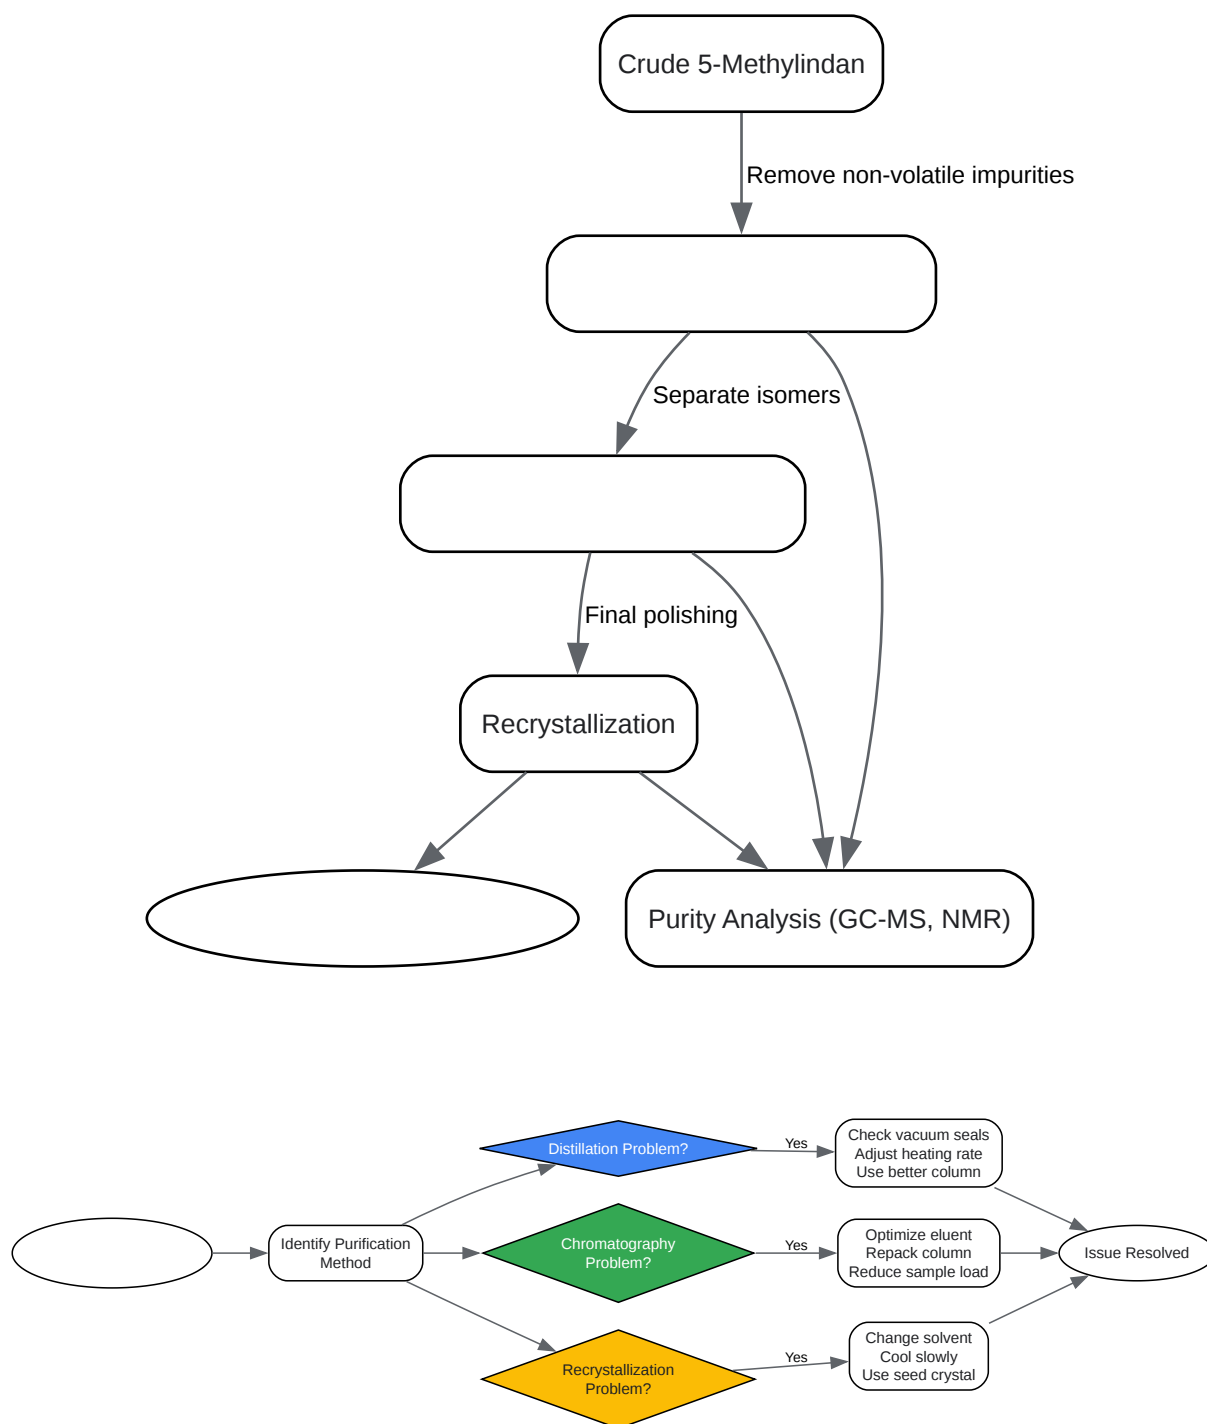 Crude 5-Methylindan
Remove non-volatile impurities
Separate isomers
Final polishing
Recrystallization
Purity Analysis (GC-MS, NMR)
Distillation Problem?
Yes
Check vacuum seals
Adjust heating rate
Use better column
Identify Purification
Method
Chromatography
Problem?
Yes
Optimize eluent
Repack column
Reduce sample load
Issue Resolved
Recrystallization
Problem?
Yes
Change solvent
Cool slowly
Use seed crystal